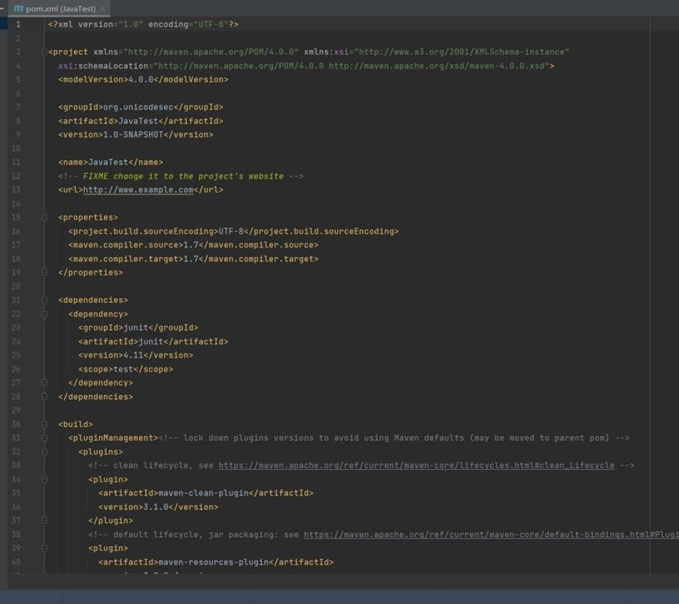 pom.xml (JavaTest)
1 <?xml version="1.0" encoding="UTF-8"?>
2
3 <project xmlns="http://maven.apache.org/POM/4.0.0" xmlns:xsi="http://www.w3.org/2001/XMLSchema-instance"
4 xsi:schemaLocation="http://maven.apache.org/POM/4.0.0 http://maven.apache.org/xsd/maven-4.0.0.xsd">
5 <modelVersion>4.0.0</modelVersion>
6
7 <groupId>org.unicodesec</groupId>
8 <artifactId>JavaTest</artifactId>
9 <version>1.0-SNAPSHOT</version>
10
11 <name>JavaTest</name>
12 <!-- FIXME change it to the project's website -->
13 <url>http://www.example.com</url>
14
15 <properties>
16 <project.build.sourceEncoding>UTF-8</project.build.sourceEncoding>
17 <maven.compiler.source>1.7</maven.compiler.source>
18 <maven.compiler.target>1.7</maven.compiler.target>
19 </properties>
20
21 <dependencies>
22 <dependency>
23 <groupId>junit</groupId>
24 <artifactId>junit</artifactId>
25 <version>4.11</version>
26 <scope>test</scope>
27 </dependency>
28 </dependencies>
29
30 <build>
31 <pluginManagement><!-- lock down plugins versions to avoid using Maven defaults (may be moved to parent pom) -->
32 <plugins>
33 <!-- clean lifecycle, see https://maven.apache.org/ref/current/maven-core/lifecycles.html#clean_Lifecycle -->
34 <plugin>
35 <artifactId>maven-clean-plugin</artifactId>
36 <version>3.1.0</version>
37 </plugin>
38 <!-- default lifecycle, jar packaging: see https://maven.apache.org/ref/current/maven-core/default-bindings.html#Plugi
39 <plugin>
40 <artifactId>maven-resources-plugin</artifactId>